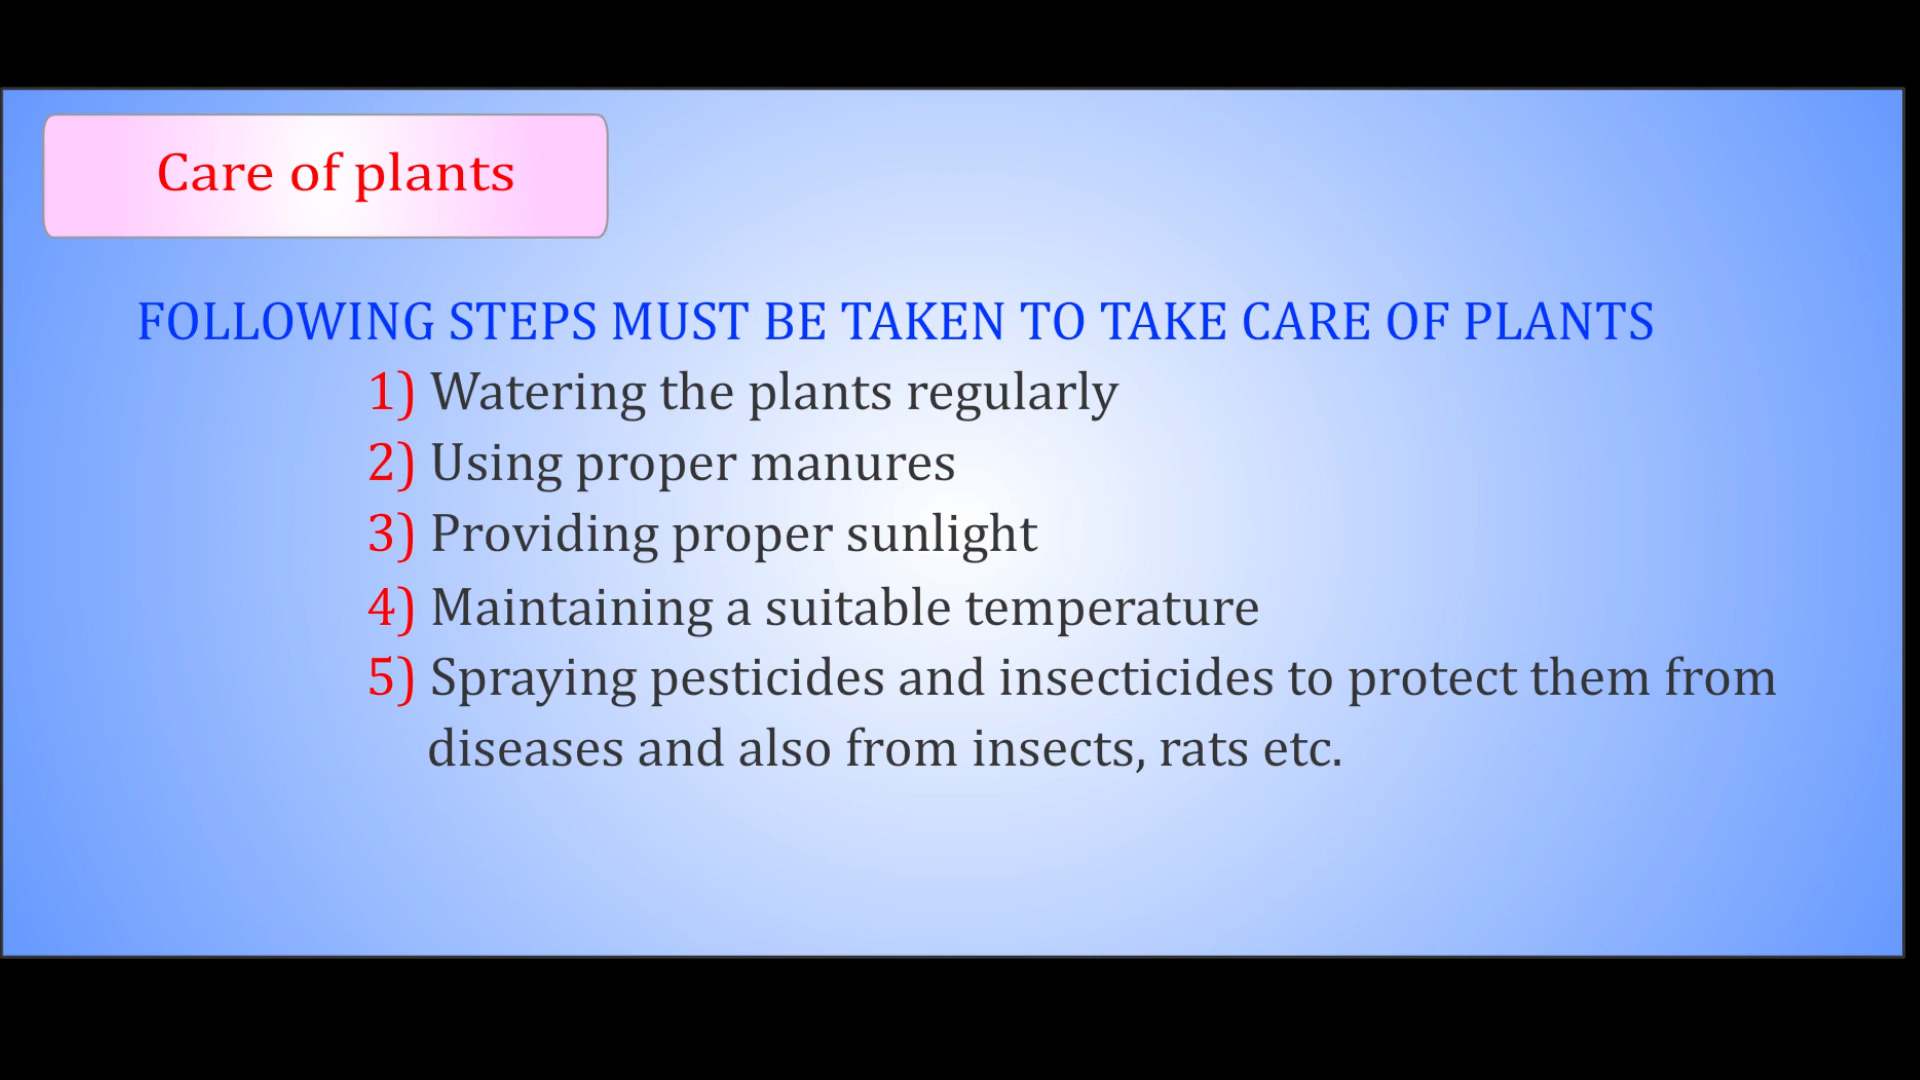 Care of plants
FOLLOWING STEPS MUST BE TAKEN TO TAKE CARE OF PLANTS
1) Watering the plants regularly
2) Using proper manures
3) Providing proper sunlight
4) Maintaining a suitable temperature
5) Spraying pesticides and insecticides to protect them from
diseases and also from insects, rats etc.